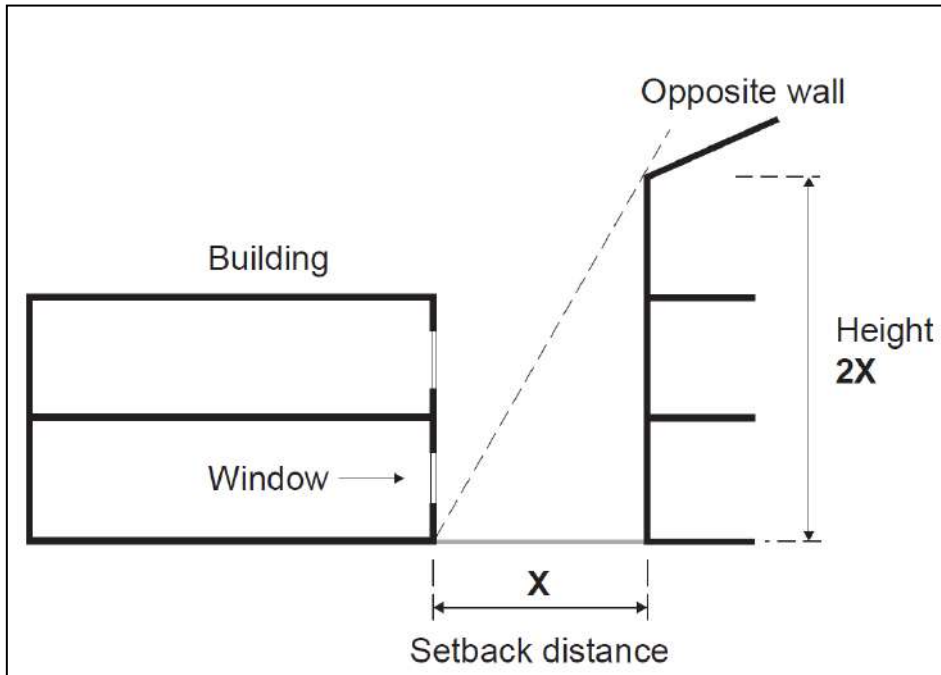 Opposite wall
Building
Height
2X
Window
X
Setback distance